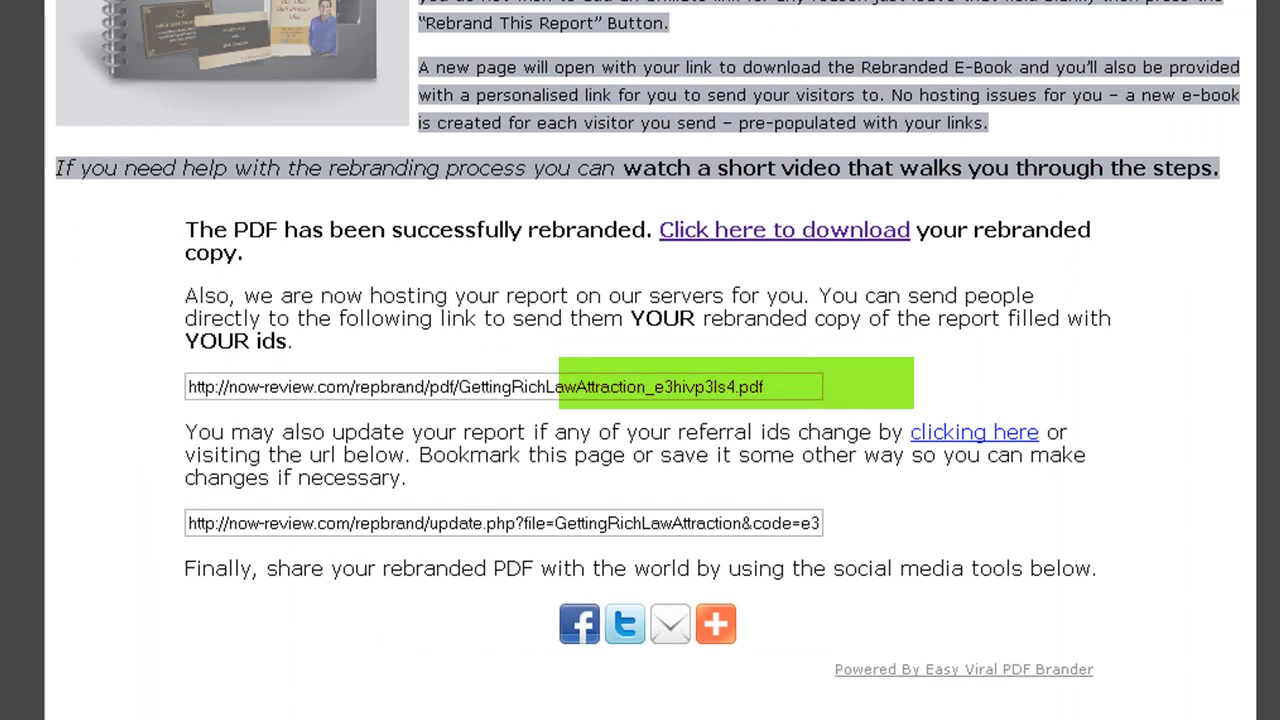 "Rebrand This Report" Button.
A new page will open with your link to download the Rebranded E-Book and you'll also be provided
with a personalised link for you to send your visitors to. No hosting issues for you – a new e-book
is created for each visitor you send – pre-populated with your links.
If you need help with the rebranding process you can watch a short video that walks you through the steps.
The PDF has been successfully rebranded. Click here to download your rebranded
copy.
Also, we are now hosting your report on our servers for you. You can send people
directly to the following link to send them YOUR rebranded copy of the report filled with
YOUR ids.
http://now-review.com/repbrand/pdf/GettingRichLawAttraction_e3hivp3ls4.pdf
You may also update your report if any of your referral ids change by clicking here or
visiting the url below. Bookmark this page or save it some other way so you can make
changes if necessary.
http://now-review.com/repbrand/update.php?file=GettingRichLawAttraction&code=e3
Finally, share your rebranded PDF with the world by using the social media tools below.
Powered By Easy Viral PDF Brander